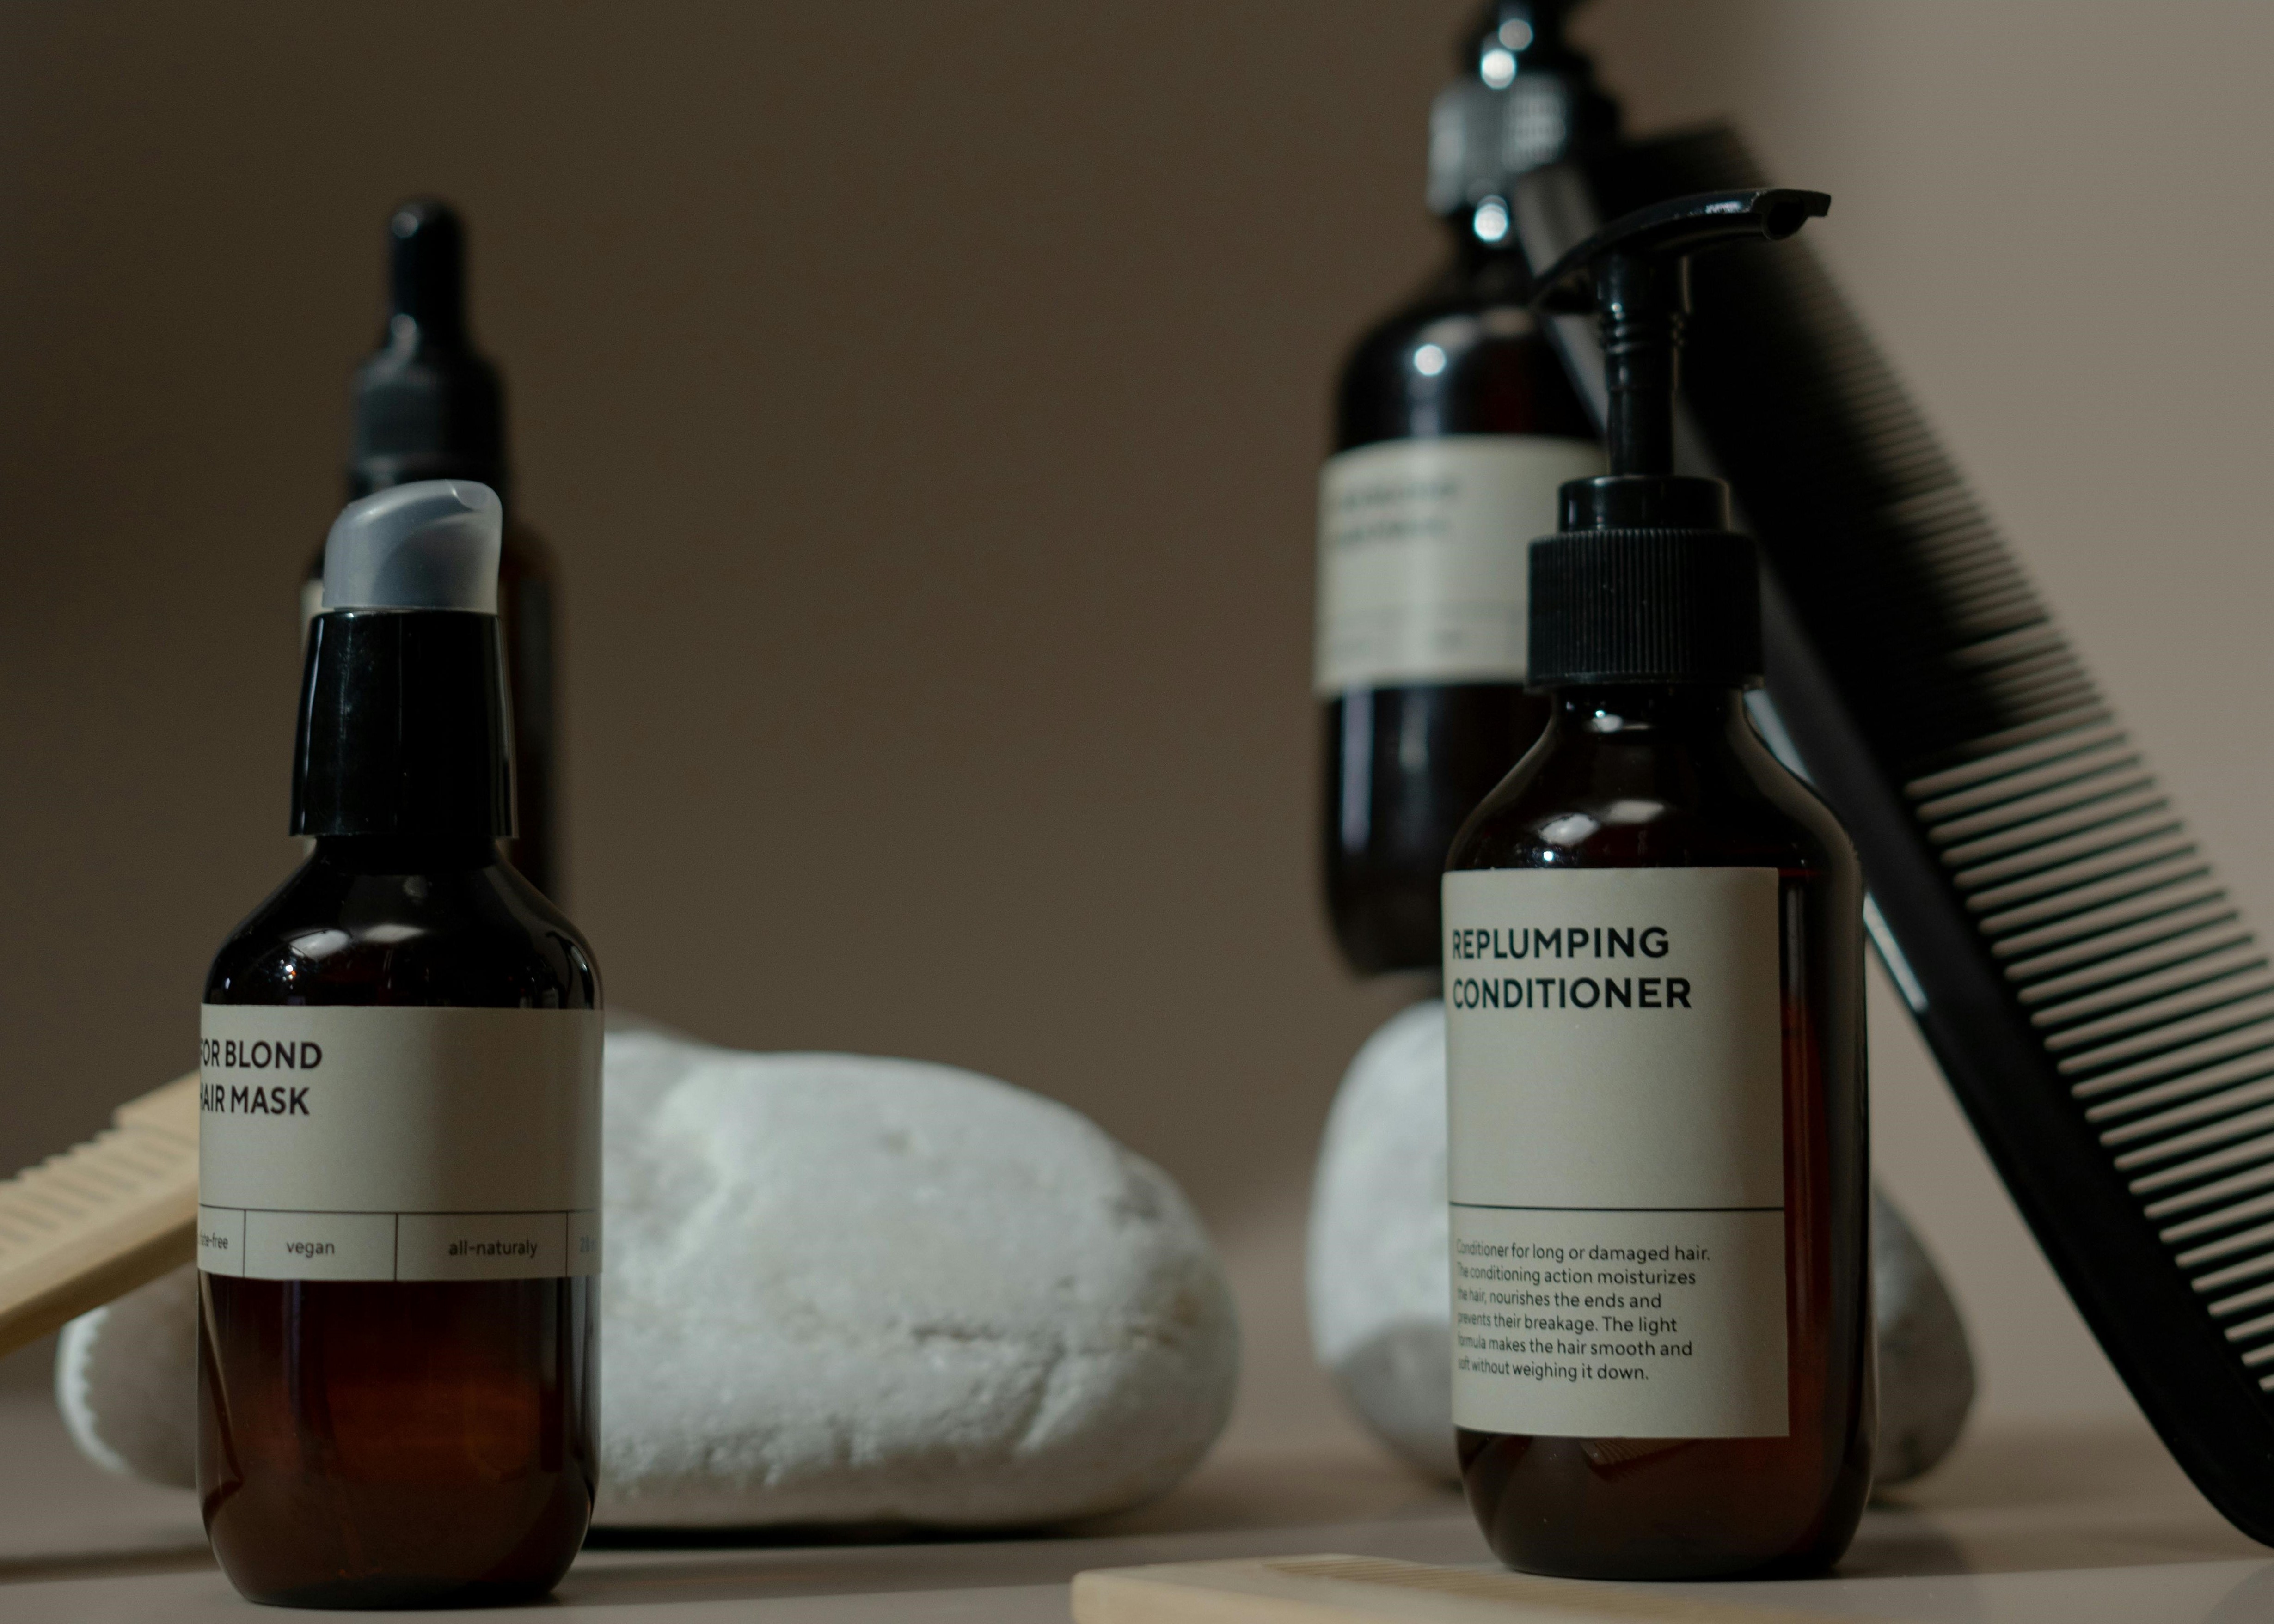 FOR BLOND
HAIR MASK
vegan
all-naturaly
REPLUMPING
CONDITIONER
Conditioner for long or damaged hair.
The conditioning action moisturizes
the hair, nourishes the ends and
prevents their breakage. The light
formula makes the hair smooth and
soft without weighing it down.